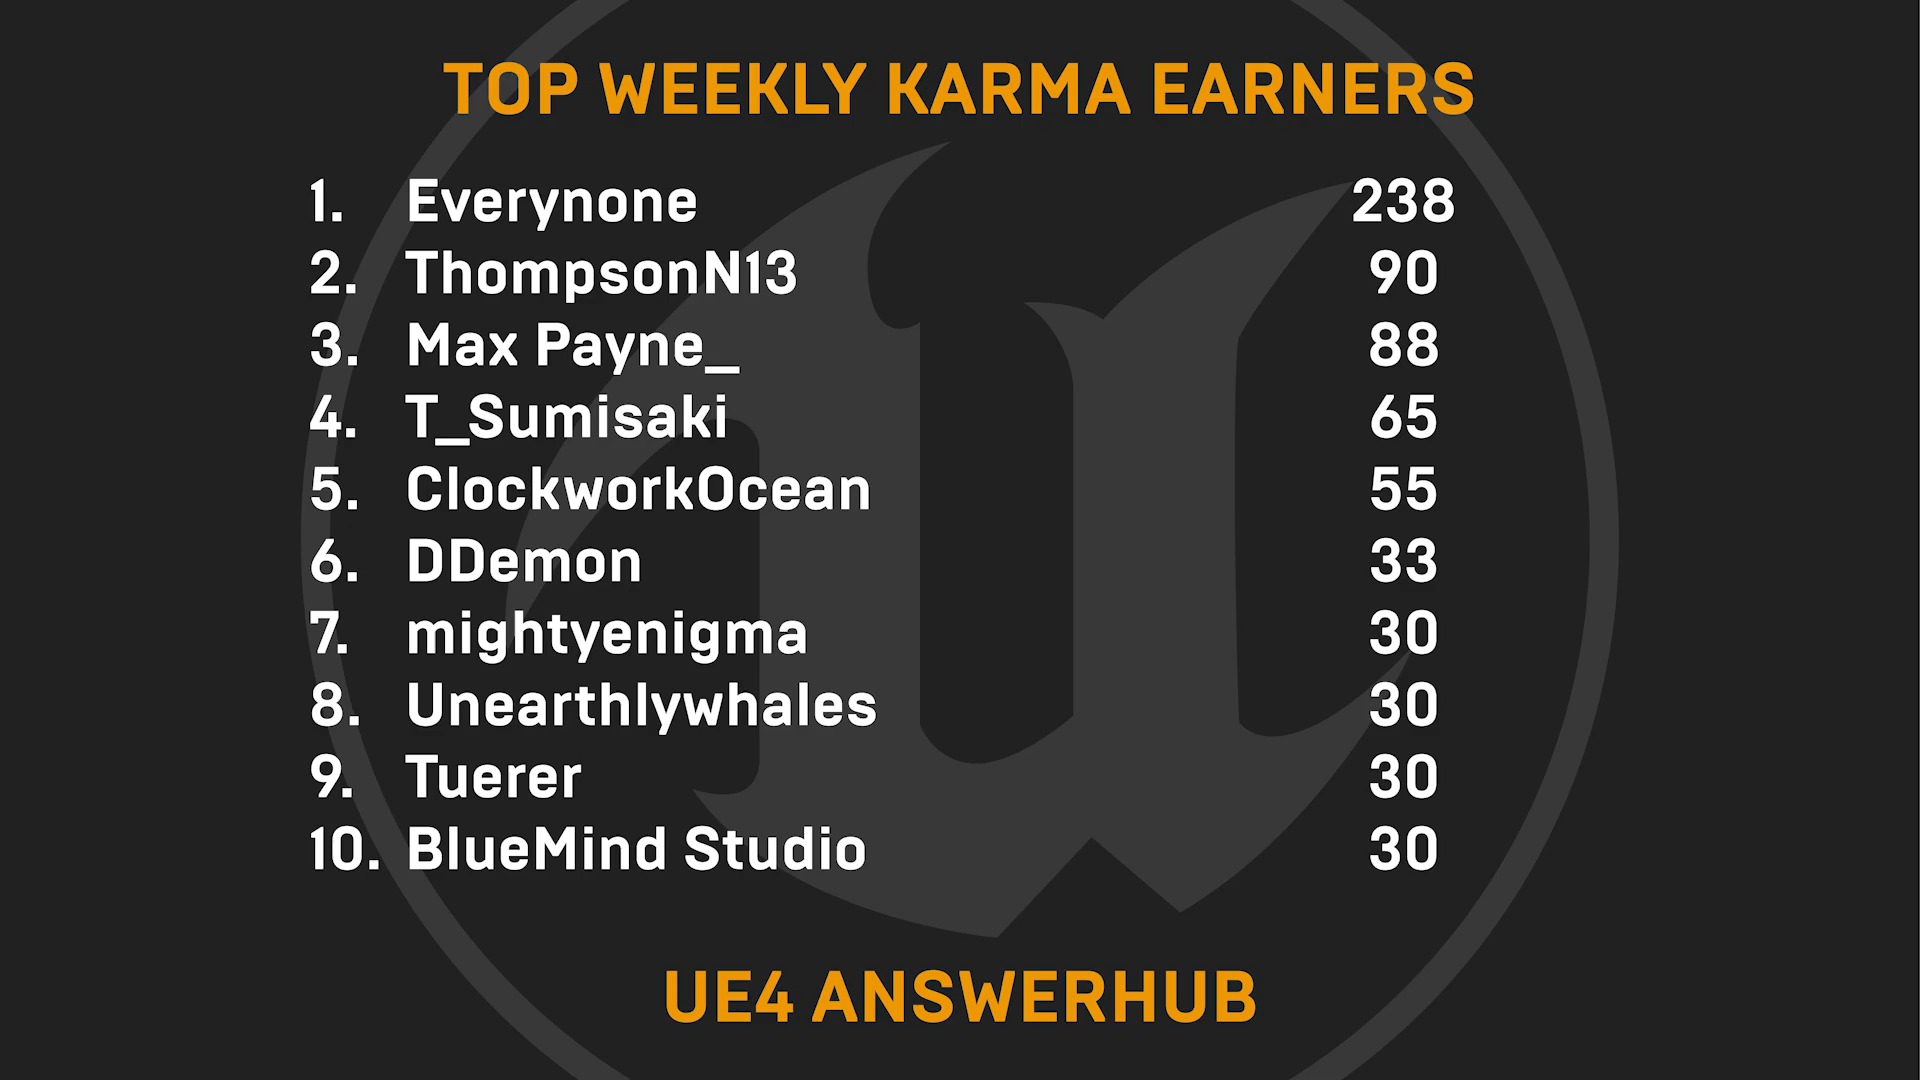 TOP WEEKLY KARMA EARNERS
1. Everynone 238
2. ThompsonN13 90
3. Max Payne_ 88
4. T_Sumisaki 65
5. ClockworkOcean 55
6. DDemon 33
7. mightyenigma 30
8. Unearthlywhales 30
9. Tuerer 30
10. BlueMind Studio 30
UE4 ANSWERHUB